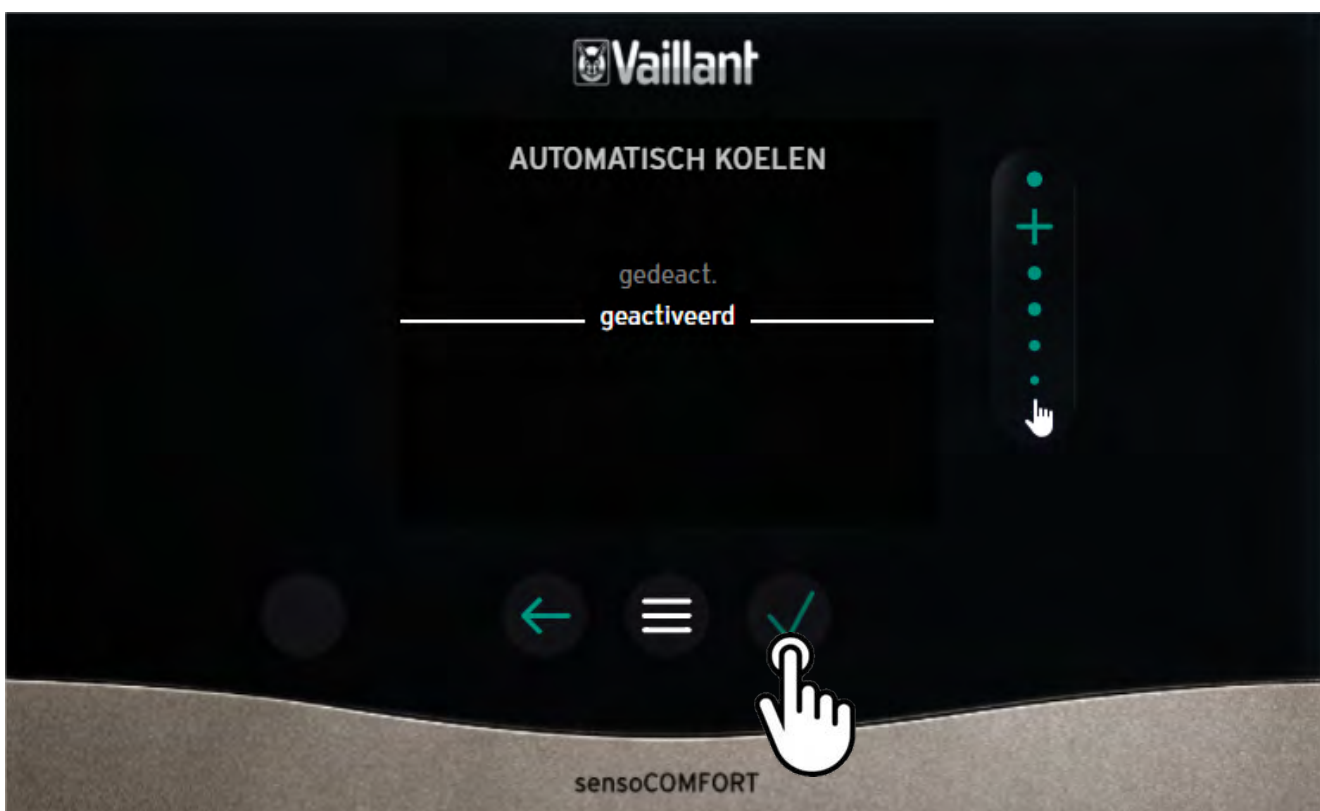 Vaillant
AUTOMATISCH KOELEN
gedeact.
geactiveerd
sensoCOMFORT